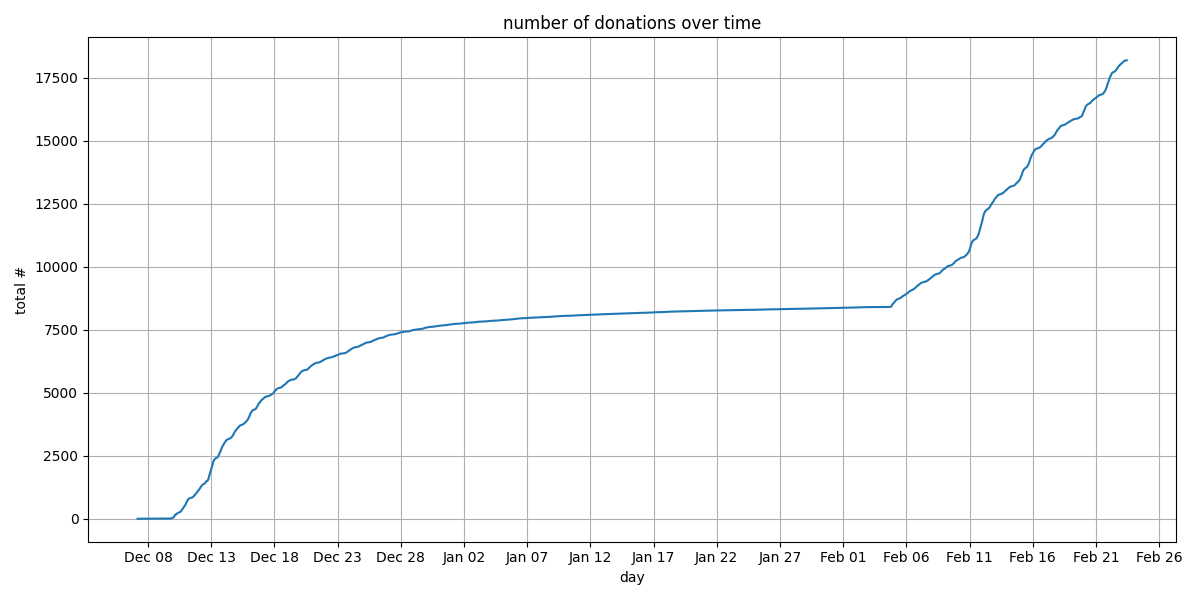 number of donations over time
total #
17500
15000
12500
10000
7500
5000
2500
0
Dec 08 Dec 13 Dec 18 Dec 23 Dec 28 Jan 02 Jan 07 Jan 12 Jan 17 Jan 22 Jan 27 Feb 01 Feb 06 Feb 11 Feb 16 Feb 21 Feb 26
day